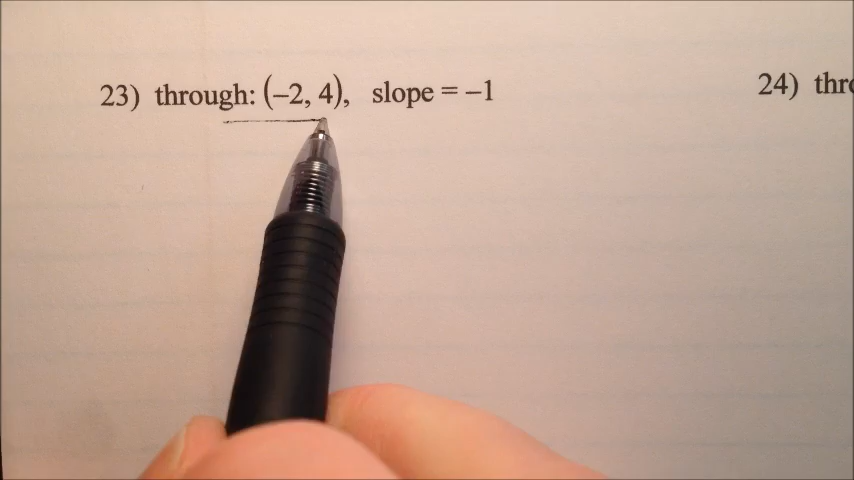 23) through: (−2, 4), slope = −1
24)